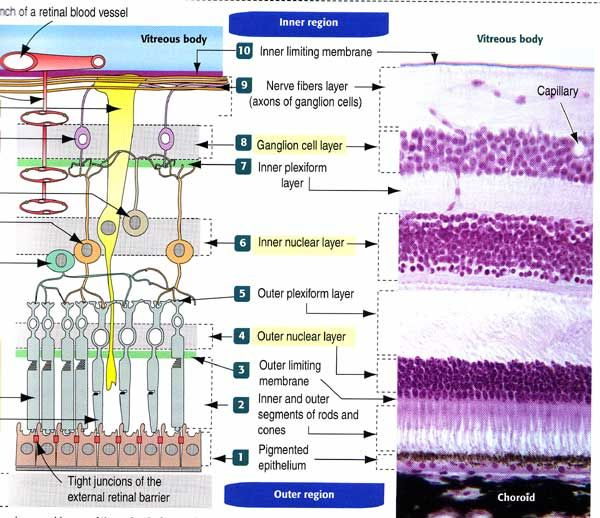 nch of a retinal blood vessel
Inner region
Vitreous body
Vitreous body
10 Inner limiting membrane
9 Nerve fibers layer
(axons of ganglion cells)
Capillary
8 Ganglion cell layer
7 Inner plexiform
layer
6 Inner nuclear layer
5 Outer plexiform layer
4 Outer nuclear layer
3 Outer limiting
membrane
2 Inner and outer
segments of rods and
cones
1 Pigmented
epithelium
Tight juncions of the
external retinal barrier
Outer region
Choroid